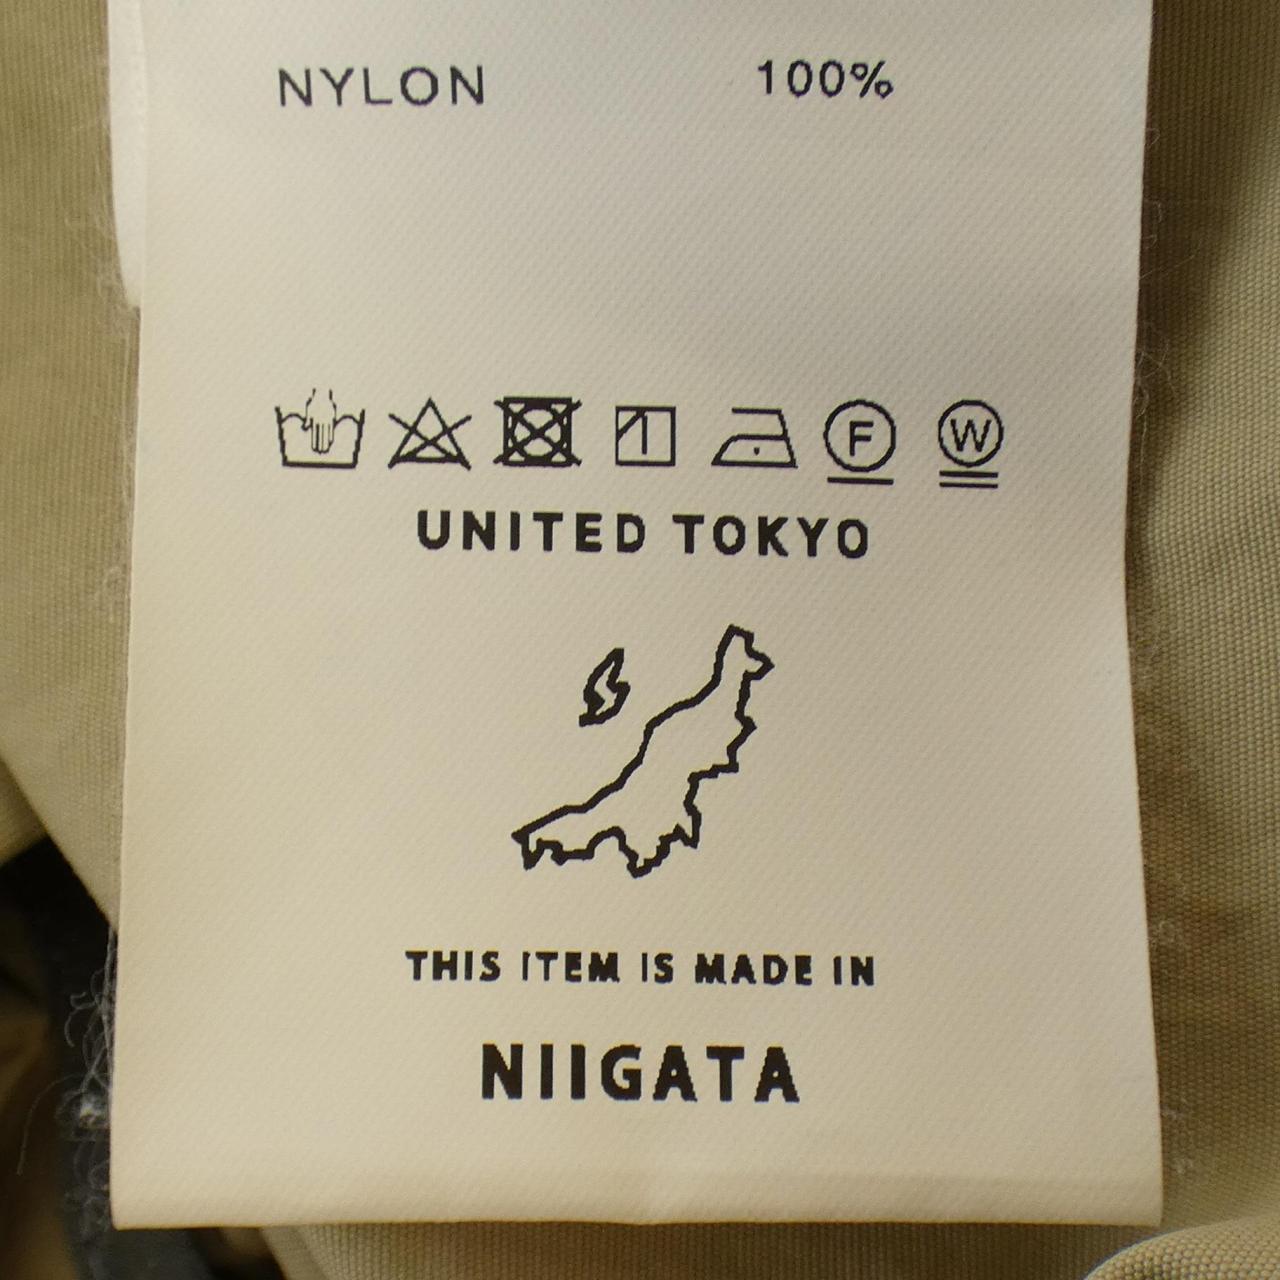 NYLON 100%
F W
UNITED TOKYO
THIS ITEM IS MADE IN
NIIGATA